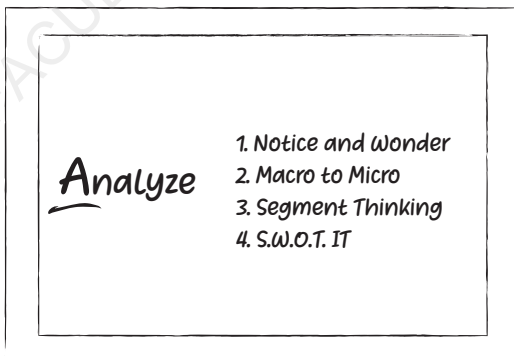 Analyze
1. Notice and Wonder
2. Macro to Micro
3. Segment Thinking
4. S.W.O.T. IT